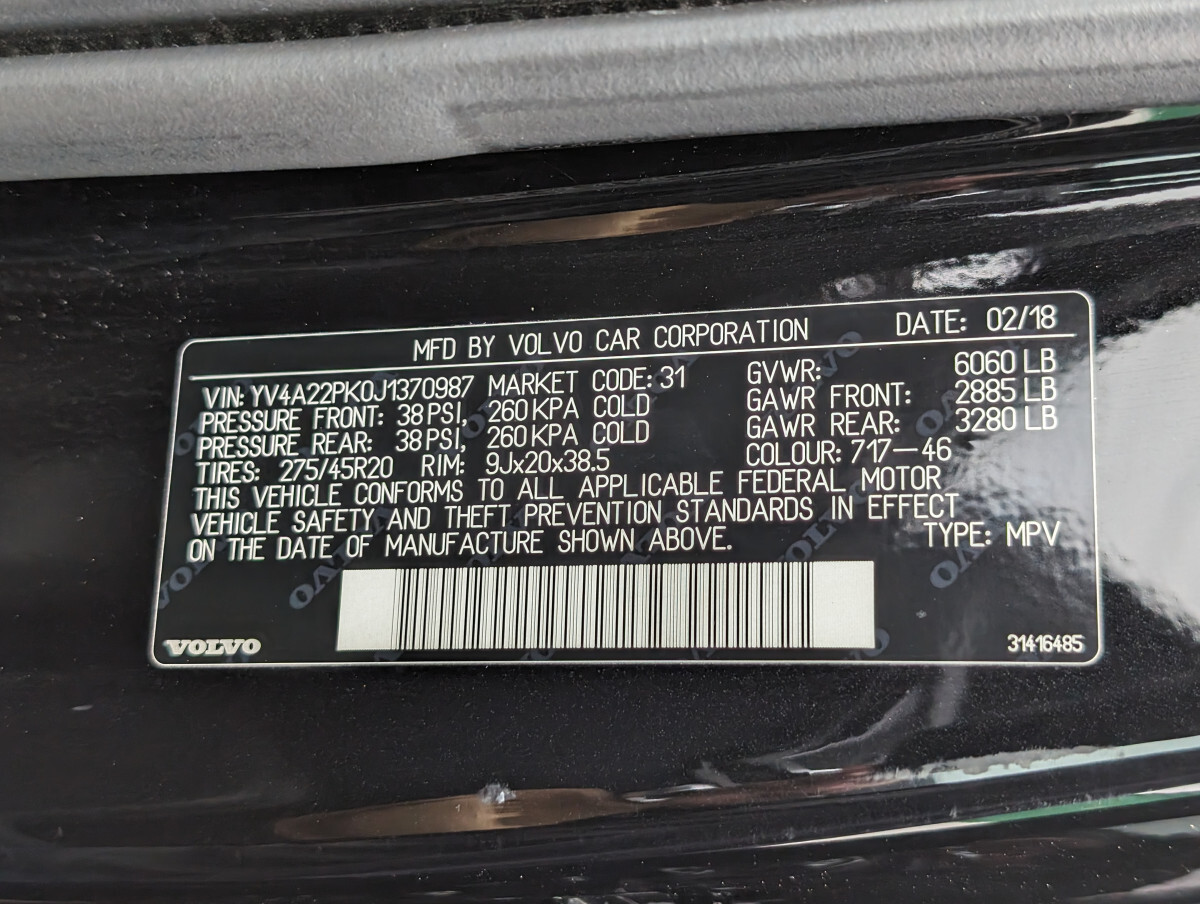 MFD BY VOLVO CAR CORPORATION DATE: 02/18
VIN: YV4A22PK0J1370987 MARKET CODE: 31 GVWR: 6060 LB
PRESSURE FRONT: 38 PSI, 260 KPA COLD GAWR FRONT: 2885 LB
PRESSURE REAR: 38 PSI, 260 KPA COLD GAWR REAR: 3280 LB
TIRES: 275/45R20 RIM: 9Jx20x38.5 COLOUR: 717-46
THIS VEHICLE CONFORMS TO ALL APPLICABLE FEDERAL MOTOR
VEHICLE SAFETY AND THEFT PREVENTION STANDARDS IN EFFECT
ON THE DATE OF MANUFACTURE SHOWN ABOVE. TYPE: MPV
VOLVO 31416485